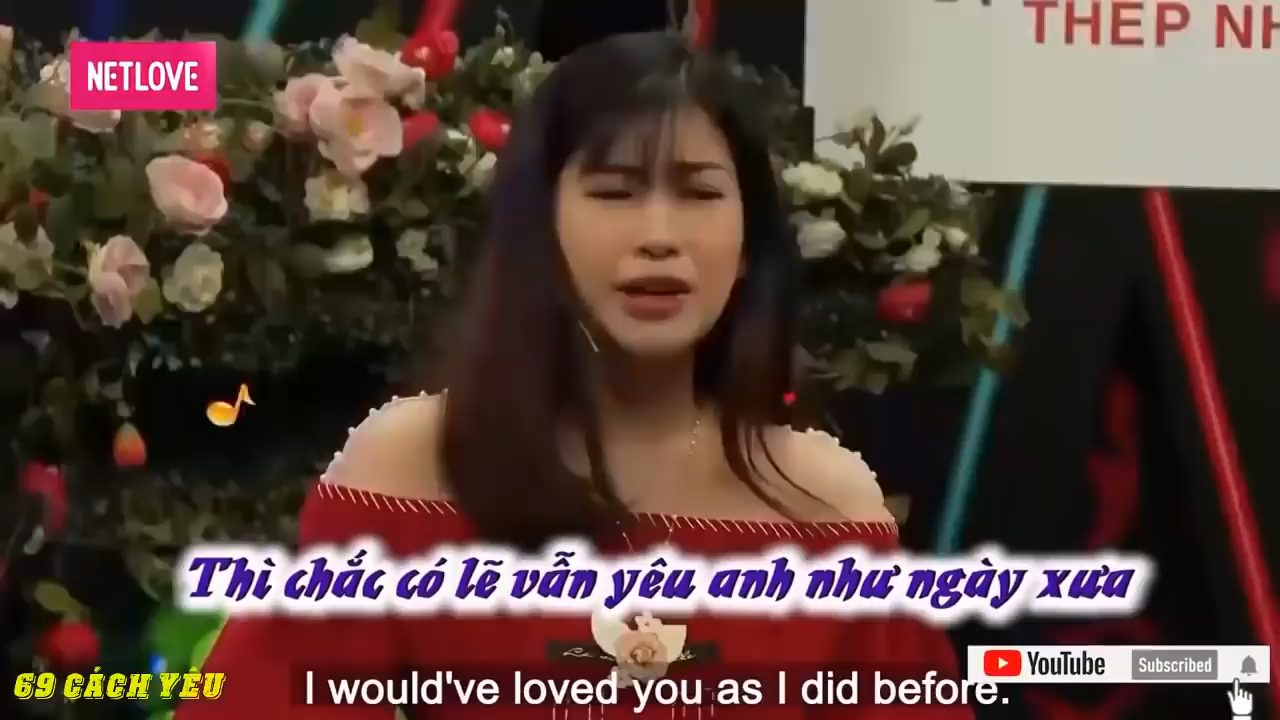 NETLOVE
THEP NH
Thì chắc có lẽ vẫn yêu anh như ngày xưa
I would've loved you as I did before.
69 CÁCH YÊU
YouTube Subscribed